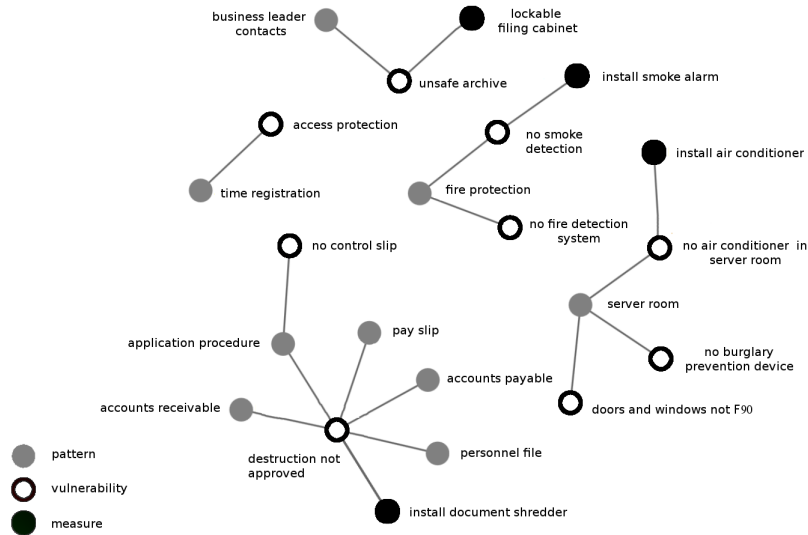 business leader
contacts
lockable
filing cabinet
unsafe archive
install smoke alarm
access protection
no smoke
detection
install air conditioner
time registration
fire protection
no fire detection
system
no control slip
no air conditioner in
server room
server room
application procedure
pay slip
no burglary
prevention device
accounts payable
accounts receivable
doors and windows not F90
destruction not
approved
personnel file
pattern
vulnerability
measure
install document shredder